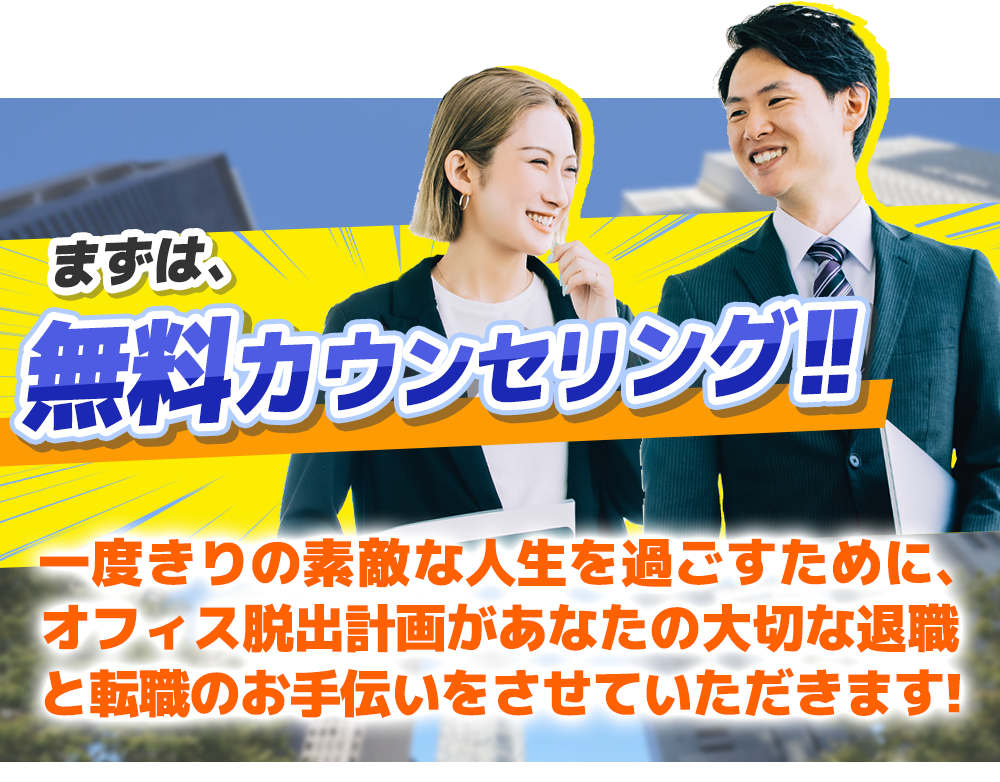 まずは、
無料カウンセリング!!
一度きりの素敵な人生を過ごすために、
オフィス脱出計画があなたの大切な退職
と転職のお手伝いをさせていただきます!